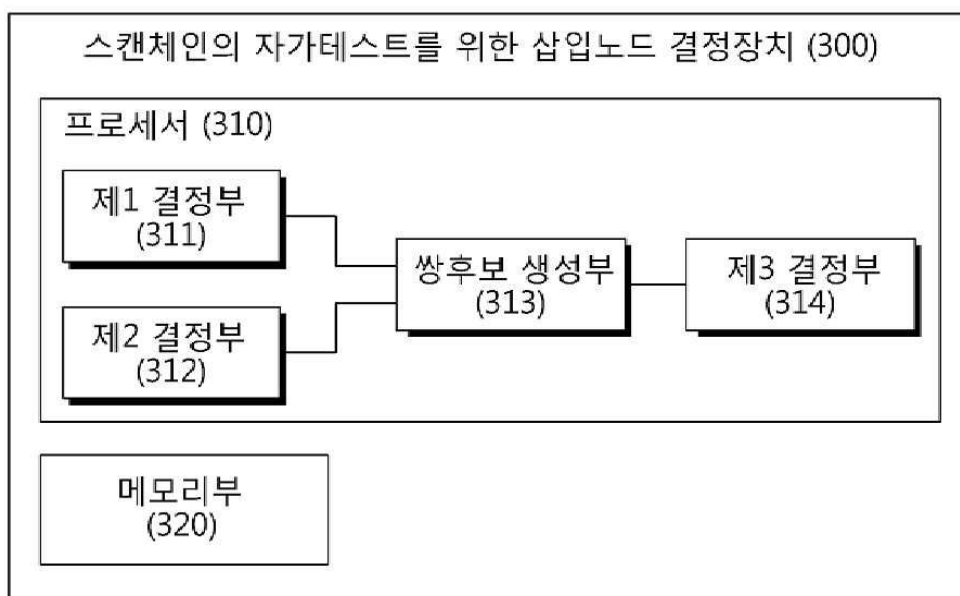 스캔체인의 자가테스트를 위한 삽입노드 결정장치 (300)
프로세서 (310)
제1 결정부
(311)
제2 결정부
(312)
쌍후보 생성부
(313)
제3 결정부
(314)
메모리부
(320)